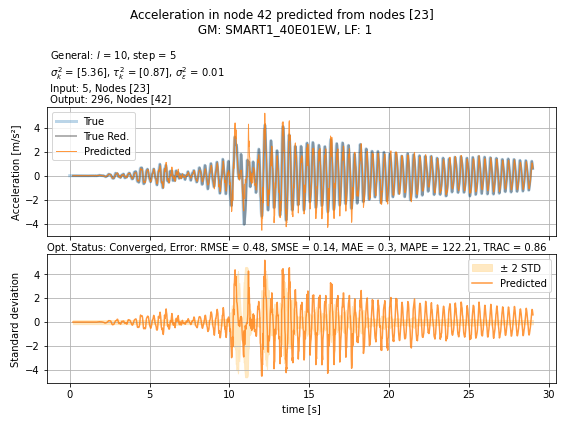 Acceleration in node 42 predicted from nodes [23]
GM: SMART1_40E01EW, LF: 1
General: l = 10, step = 5
σ²ₖ = [5.36], τ²ₖ = [0.87], σ²ε = 0.01
Input: 5, Nodes [23]
Output: 296, Nodes [42]
True
True Red.
Predicted
Acceleration [m/s²]
4
2
0
−2
−4
Opt. Status: Converged, Error: RMSE = 0.48, SMSE = 0.14, MAE = 0.3, MAPE = 122.21, TRAC = 0.86
± 2 STD
Predicted
Standard deviation
4
2
0
−2
−4
0 5 10 15 20 25 30
time [s]